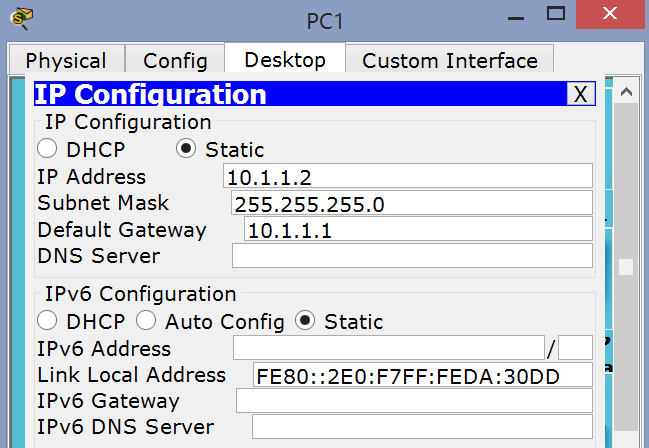 PC1
Physical Config Desktop Custom Interface
IP Configuration X
IP Configuration
DHCP Static
IP Address 10.1.1.2
Subnet Mask 255.255.255.0
Default Gateway 10.1.1.1
DNS Server
IPv6 Configuration
DHCP Auto Config Static
IPv6 Address /
Link Local Address FE80::2E0:F7FF:FEDA:30DD
IPv6 Gateway
IPv6 DNS Server